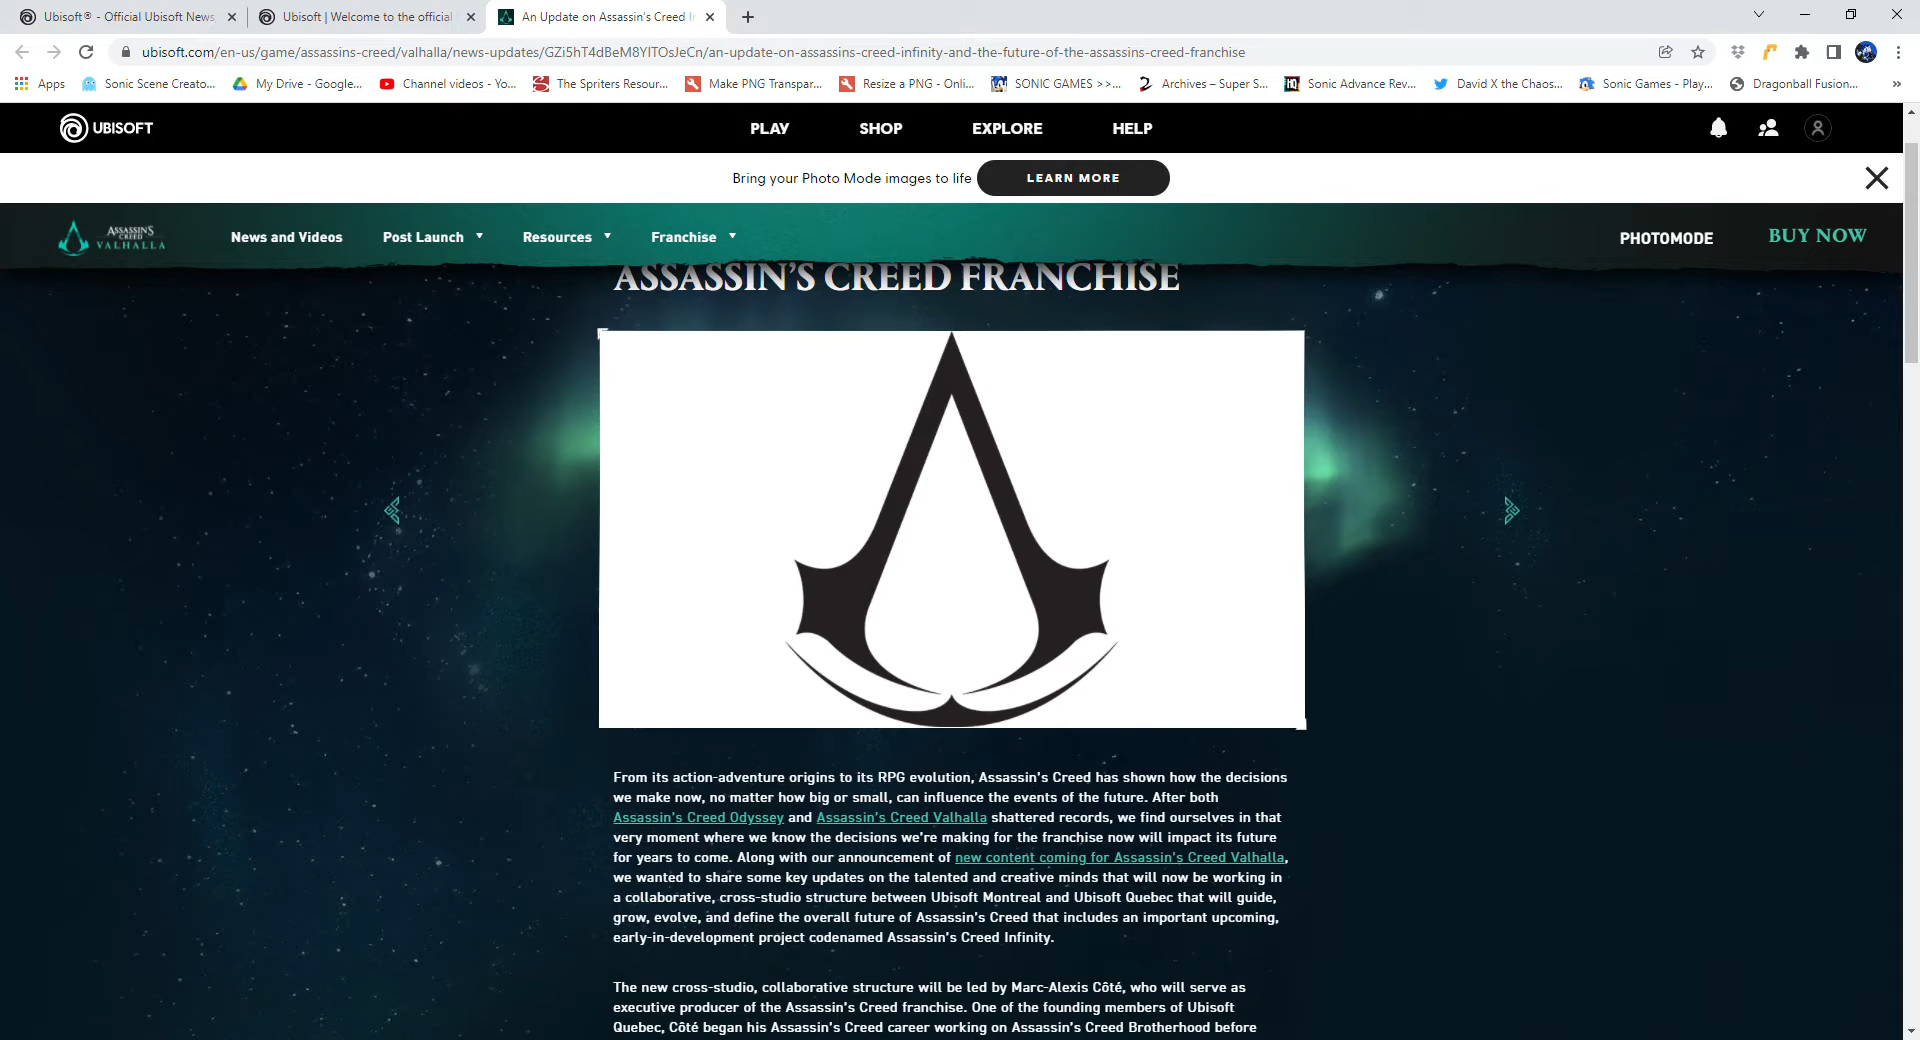 Ubisoft® - Official Ubisoft News
Ubisoft | Welcome to the official
An Update on Assassin's Creed I
ubisoft.com/en-us/game/assassins-creed/valhalla/news-updates/GZi5hT4dBeM8YlTOsJeCn/an-update-on-assassins-creed-infinity-and-the-future-of-the-assassins-creed-franchise
Apps
Sonic Scene Creato...
My Drive - Google...
Channel videos - Yo...
The Spriters Resour...
Make PNG Transpar...
Resize a PNG - Onli...
SONIC GAMES >>...
Archives – Super S...
Sonic Advance Rev...
David X the Chaos...
Sonic Games - Play...
Dragonball Fusion...
»
UBISOFT
PLAY
SHOP
EXPLORE
HELP
Bring your Photo Mode images to life
LEARN MORE
ASSASSIN'S
CREED
VALHALLA
News and Videos
Post Launch
Resources
Franchise
PHOTOMODE
BUY NOW
ASSASSIN'S CREED FRANCHISE
From its action-adventure origins to its RPG evolution, Assassin's Creed has shown how the decisions
we make now, no matter how big or small, can influence the events of the future. After both
Assassin's Creed Odyssey and Assassin's Creed Valhalla shattered records, we find ourselves in that
very moment where we know the decisions we're making for the franchise now will impact its future
for years to come. Along with our announcement of new content coming for Assassin's Creed Valhalla,
we wanted to share some key updates on the talented and creative minds that will now be working in
a collaborative, cross-studio structure between Ubisoft Montreal and Ubisoft Quebec that will guide,
grow, evolve, and define the overall future of Assassin's Creed that includes an important upcoming,
early-in-development project codenamed Assassin's Creed Infinity.
The new cross-studio, collaborative structure will be led by Marc-Alexis Côté, who will serve as
executive producer of the Assassin's Creed franchise. One of the founding members of Ubisoft
Quebec, Côté began his Assassin's Creed career working on Assassin's Creed Brotherhood before